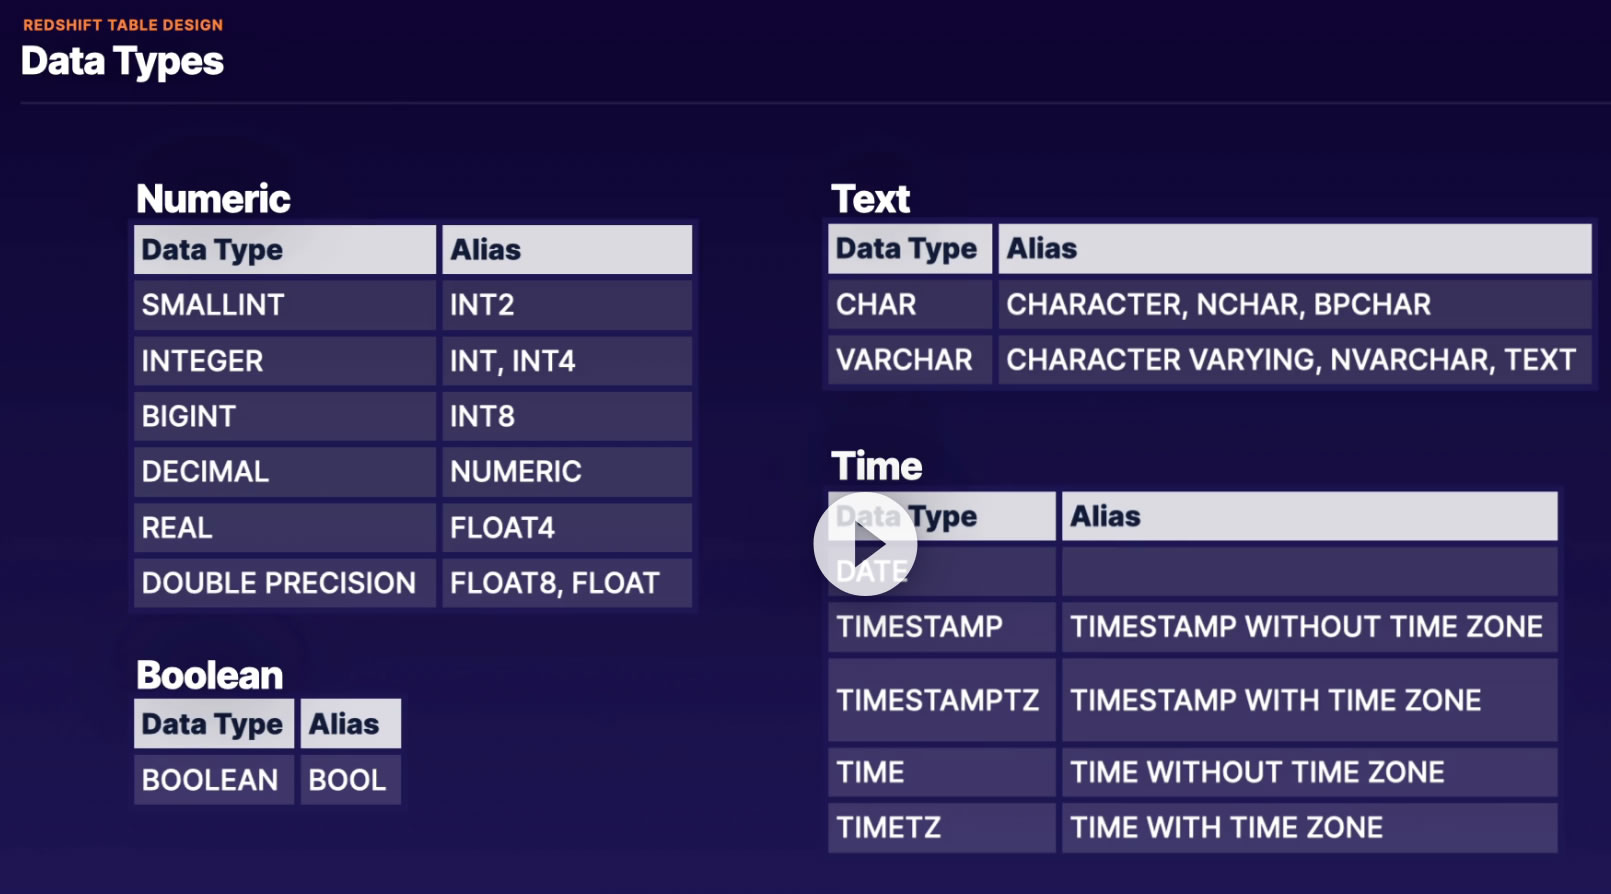 REDSHIFT TABLE DESIGN
Data Types
Numeric
Data Type Alias
SMALLINT INT2
INTEGER INT, INT4
BIGINT INT8
DECIMAL NUMERIC
REAL FLOAT4
DOUBLE PRECISION FLOAT8, FLOAT
Boolean
Data Type Alias
BOOLEAN BOOL
Text
Data Type Alias
CHAR CHARACTER, NCHAR, BPCHAR
VARCHAR CHARACTER VARYING, NVARCHAR, TEXT
Time
Data Type Alias
DATE
TIMESTAMP TIMESTAMP WITHOUT TIME ZONE
TIMESTAMPTZ TIMESTAMP WITH TIME ZONE
TIME TIME WITHOUT TIME ZONE
TIMETZ TIME WITH TIME ZONE